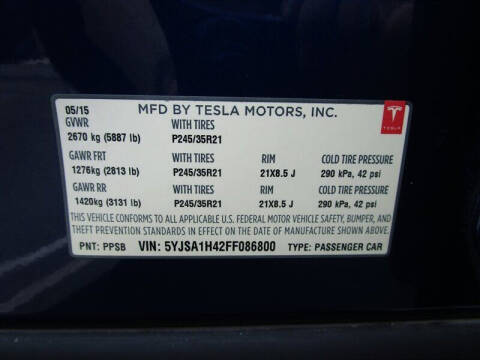 05/15 MFD BY TESLA MOTORS, INC.
GVWR WITH TIRES
2670 kg (5887 lb) P245/35R21
TESLA
GAWR FRT WITH TIRES RIM COLD TIRE PRESSURE
1276kg (2813 lb) P245/35R21 21X8.5 J 290 kPa, 42 psi
GAWR RR WITH TIRES RIM COLD TIRE PRESSURE
1420kg (3131 lb) P245/35R21 21X8.5 J 290 kPa, 42 psi
THIS VEHICLE CONFORMS TO ALL APPLICABLE U.S. FEDERAL MOTOR VEHICLE SAFETY, BUMPER, AND
THEFT PREVENTION STANDARDS IN EFFECT ON THE DATE OF MANUFACTURE SHOWN ABOVE.
PNT: PPSB VIN: 5YJSA1H42FF086800 TYPE: PASSENGER CAR